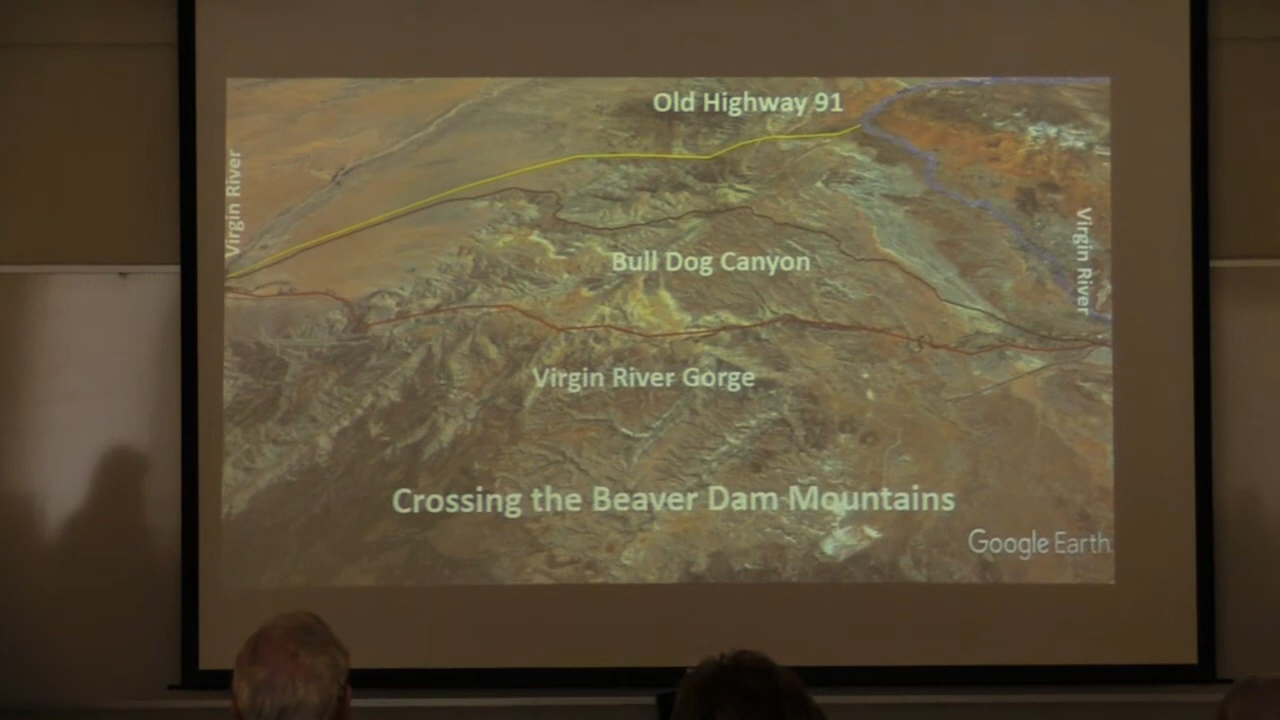 Old Highway 91
Virgin River
Virgin River
Bull Dog Canyon
Virgin River Gorge
Crossing the Beaver Dam Mountains
Google Earth